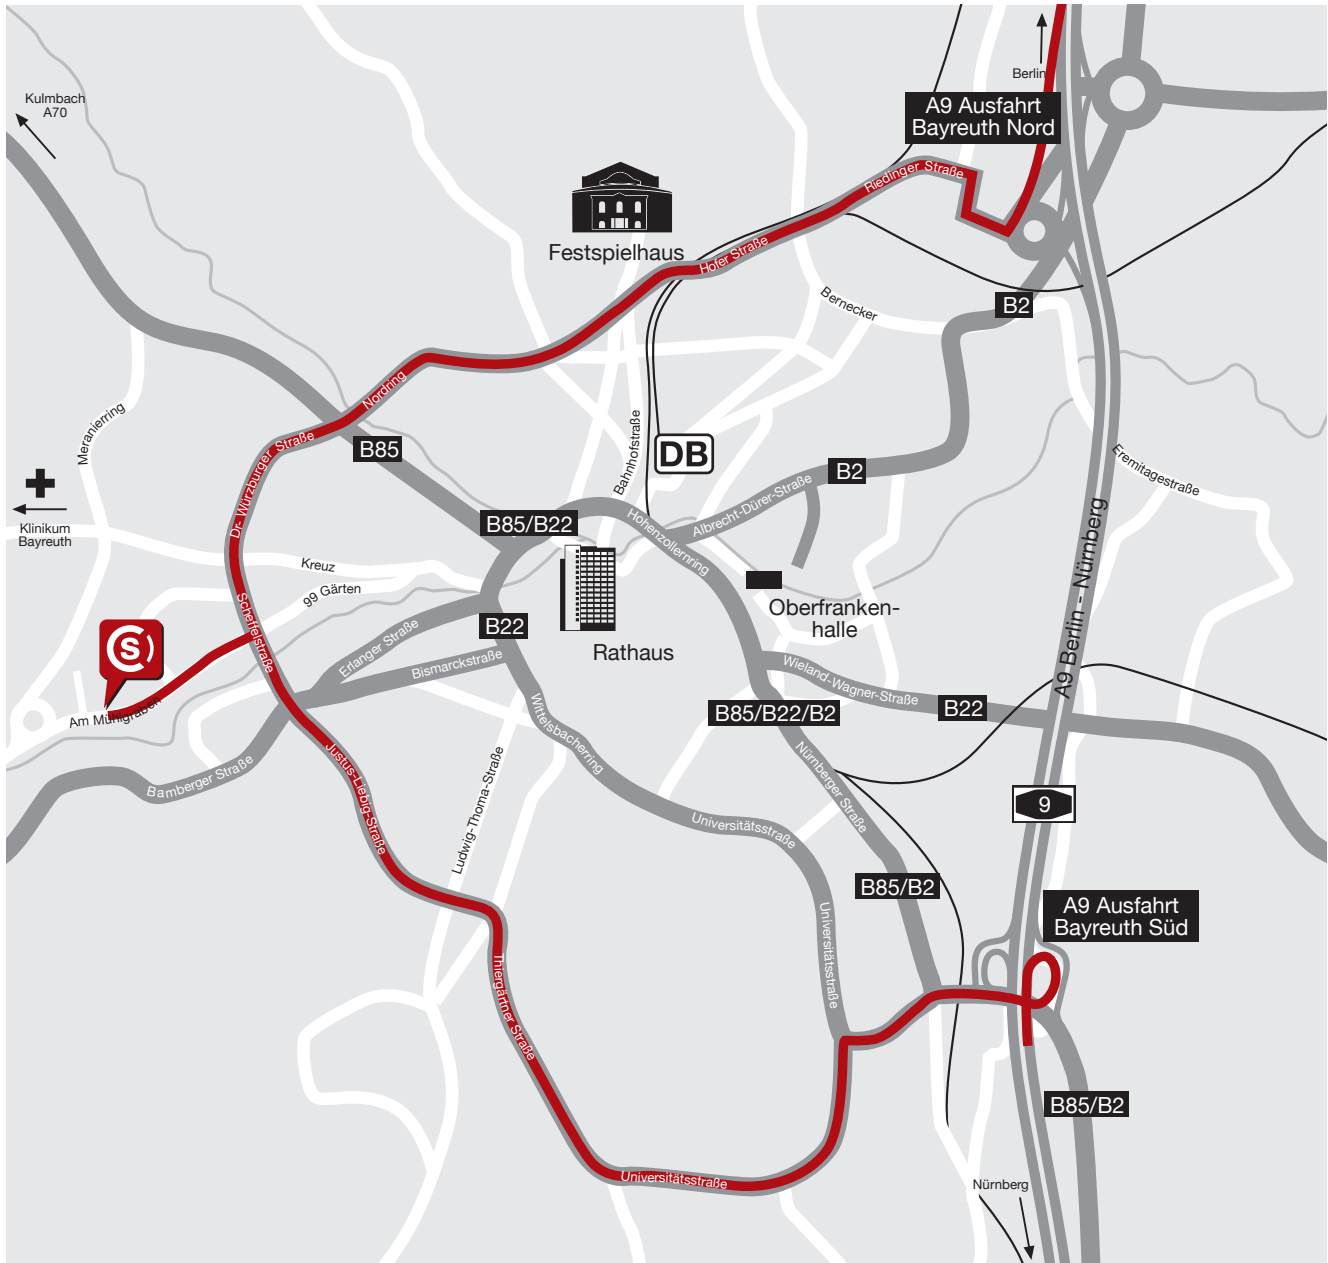 Berlin
A9 Ausfahrt
Bayreuth Nord
Kulmbach
A70
Riedinger Straße
Festspielhaus
Hofer Straße
Bernecker
B2
Nordring
Meranierring
Dr- Würzburger Straße
B85
Bahnhofstraße
DB
B2
Albrecht-Dürer-Straße
Eremitagestraße
Klinikum
Bayreuth
B85/B22
Hohenzollernring
Kreuz
99 Gärten
Scheffelstraße
Oberfranken-
halle
A9 Berlin - Nürnberg
Erlanger Straße
B22
Rathaus
Bismarckstraße
CS
Am Mühlgraben
Wieland-Wagner-Straße
B22
B85/B22/B2
Wittelsbacherring
Bamberger Straße
Justus-Liebig-Straße
Ludwig-Thoma-Straße
Nürnberger Straße
9
Universitätsstraße
B85/B2
A9 Ausfahrt
Bayreuth Süd
Universitätsstraße
Thiergärtner Straße
B85/B2
Universitätsstraße
Nürnberg